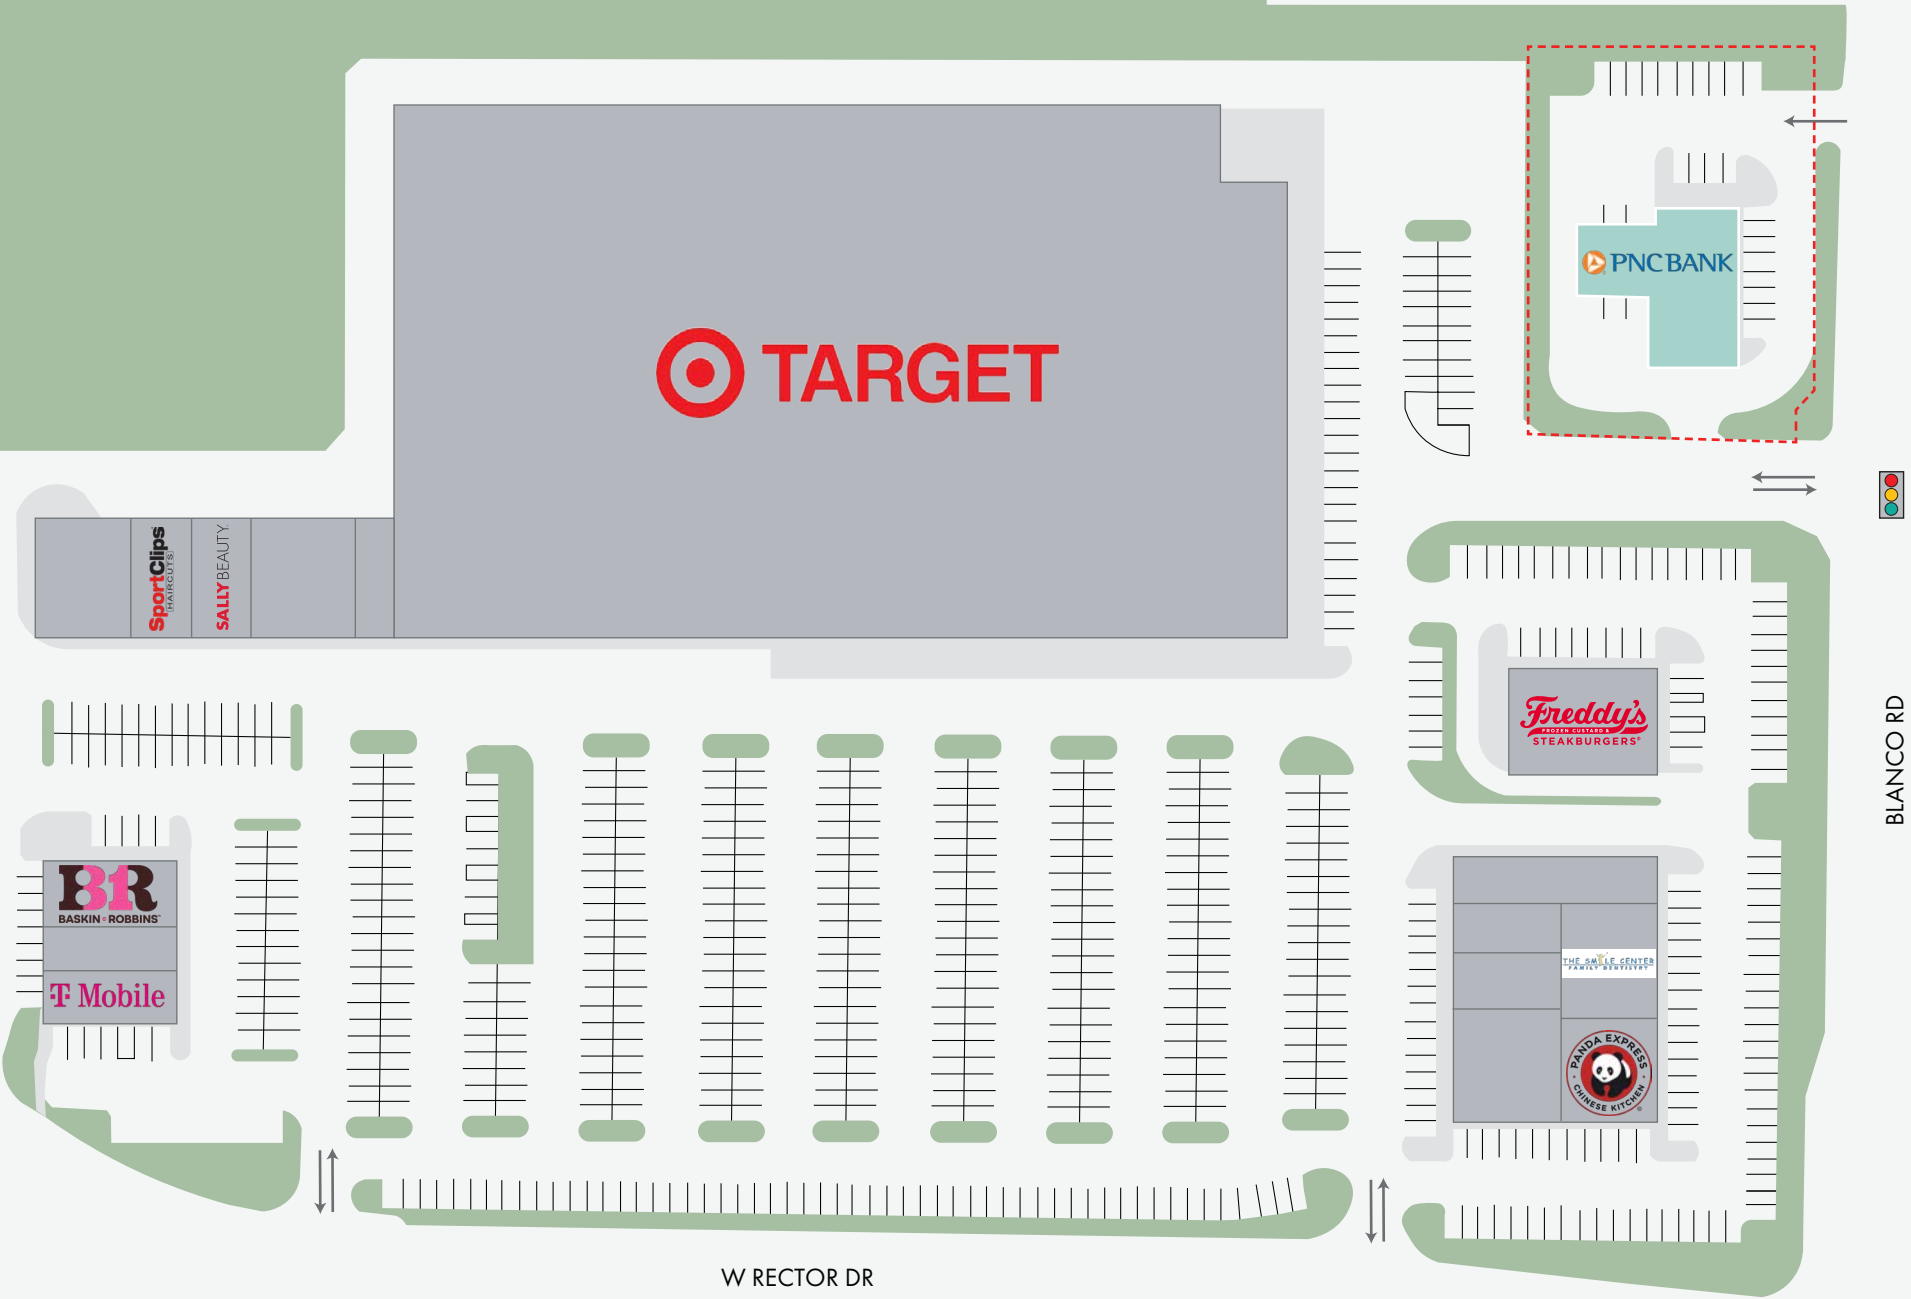 PNC BANK
TARGET
SportClips
HAIRCUTS
SALLY BEAUTY
Freddy's
FROZEN CUSTARD &
STEAKBURGERS®
BLANCO RD
BR
BASKIN ROBBINS
T Mobile
THE SMILE CENTER
FAMILY DENTISTRY
PANDA EXPRESS
CHINESE KITCHEN
W RECTOR DR